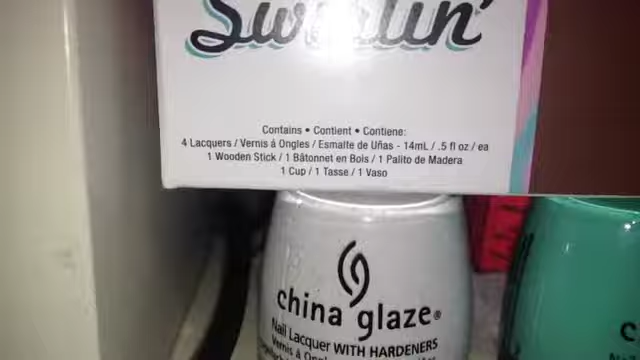 Swirlin'
Contains • Contient • Contiene:
4 Lacquers / Vernis à Ongles / Esmalte de Uñas - 14mL / .5 fl oz / ea
1 Wooden Stick / 1 Bâtonnet en Bois / 1 Palito de Madera
1 Cup / 1 Tasse / 1 Vaso
china glaze®
Nail Lacquer WITH HARDENERS
Vernis à